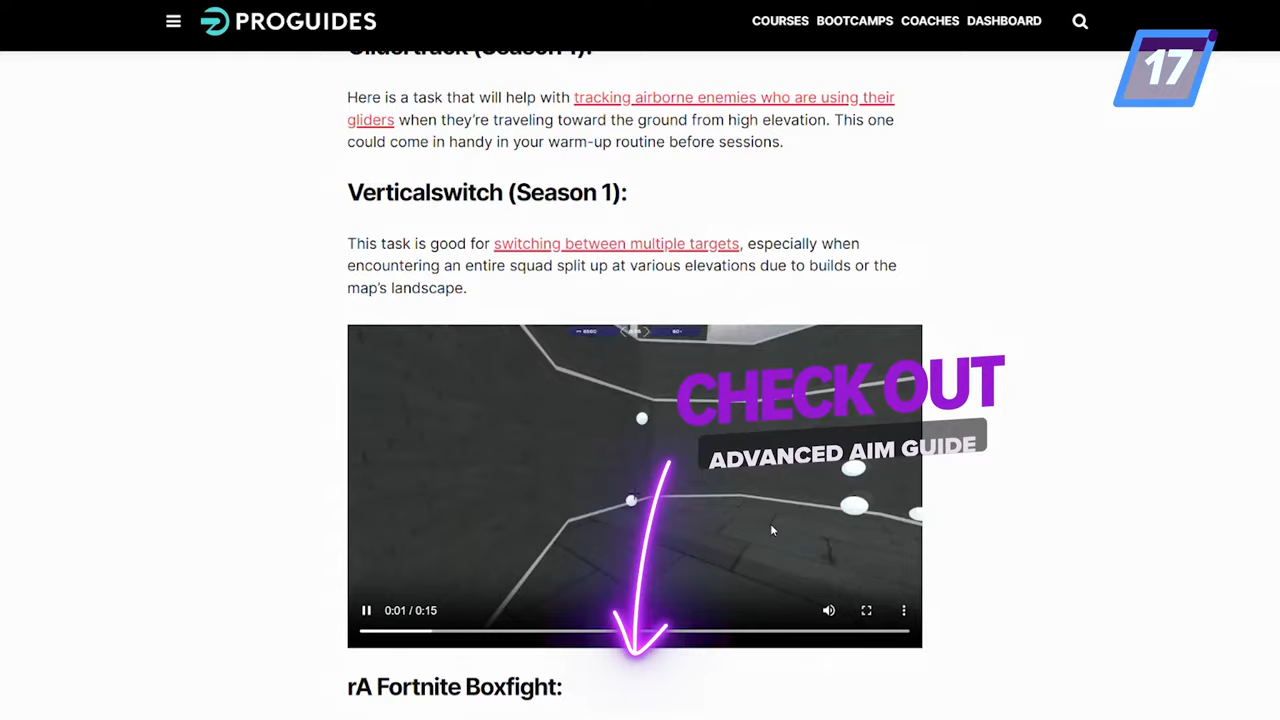 PROGUIDES
COURSES BOOTCAMPS COACHES DASHBOARD
17
Glidertrack (Season 1):
Here is a task that will help with tracking airborne enemies who are using their
gliders when they're traveling toward the ground from high elevation. This one
could come in handy in your warm-up routine before sessions.
Verticalswitch (Season 1):
This task is good for switching between multiple targets, especially when
encountering an entire squad split up at various elevations due to builds or the
map's landscape.
CHECK OUT
ADVANCED AIM GUIDE
0:01 / 0:15
rA Fortnite Boxfight: